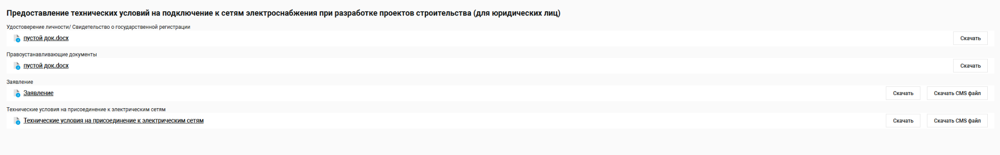 Предоставление технических условий на подключение к сетям электроснабжения при разработке проектов строительства (для юридических лиц)
Удостоверение личности/ Свидетельство о государственной регистрации
пустой док.docx Скачать
Правоустанавливающие документы
пустой док.docx Скачать
Заявление
Заявление Скачать Скачать CMS файл
Технические условия на присоединение к электрическим сетям
Технические условия на присоединение к электрическим сетям Скачать Скачать CMS файл